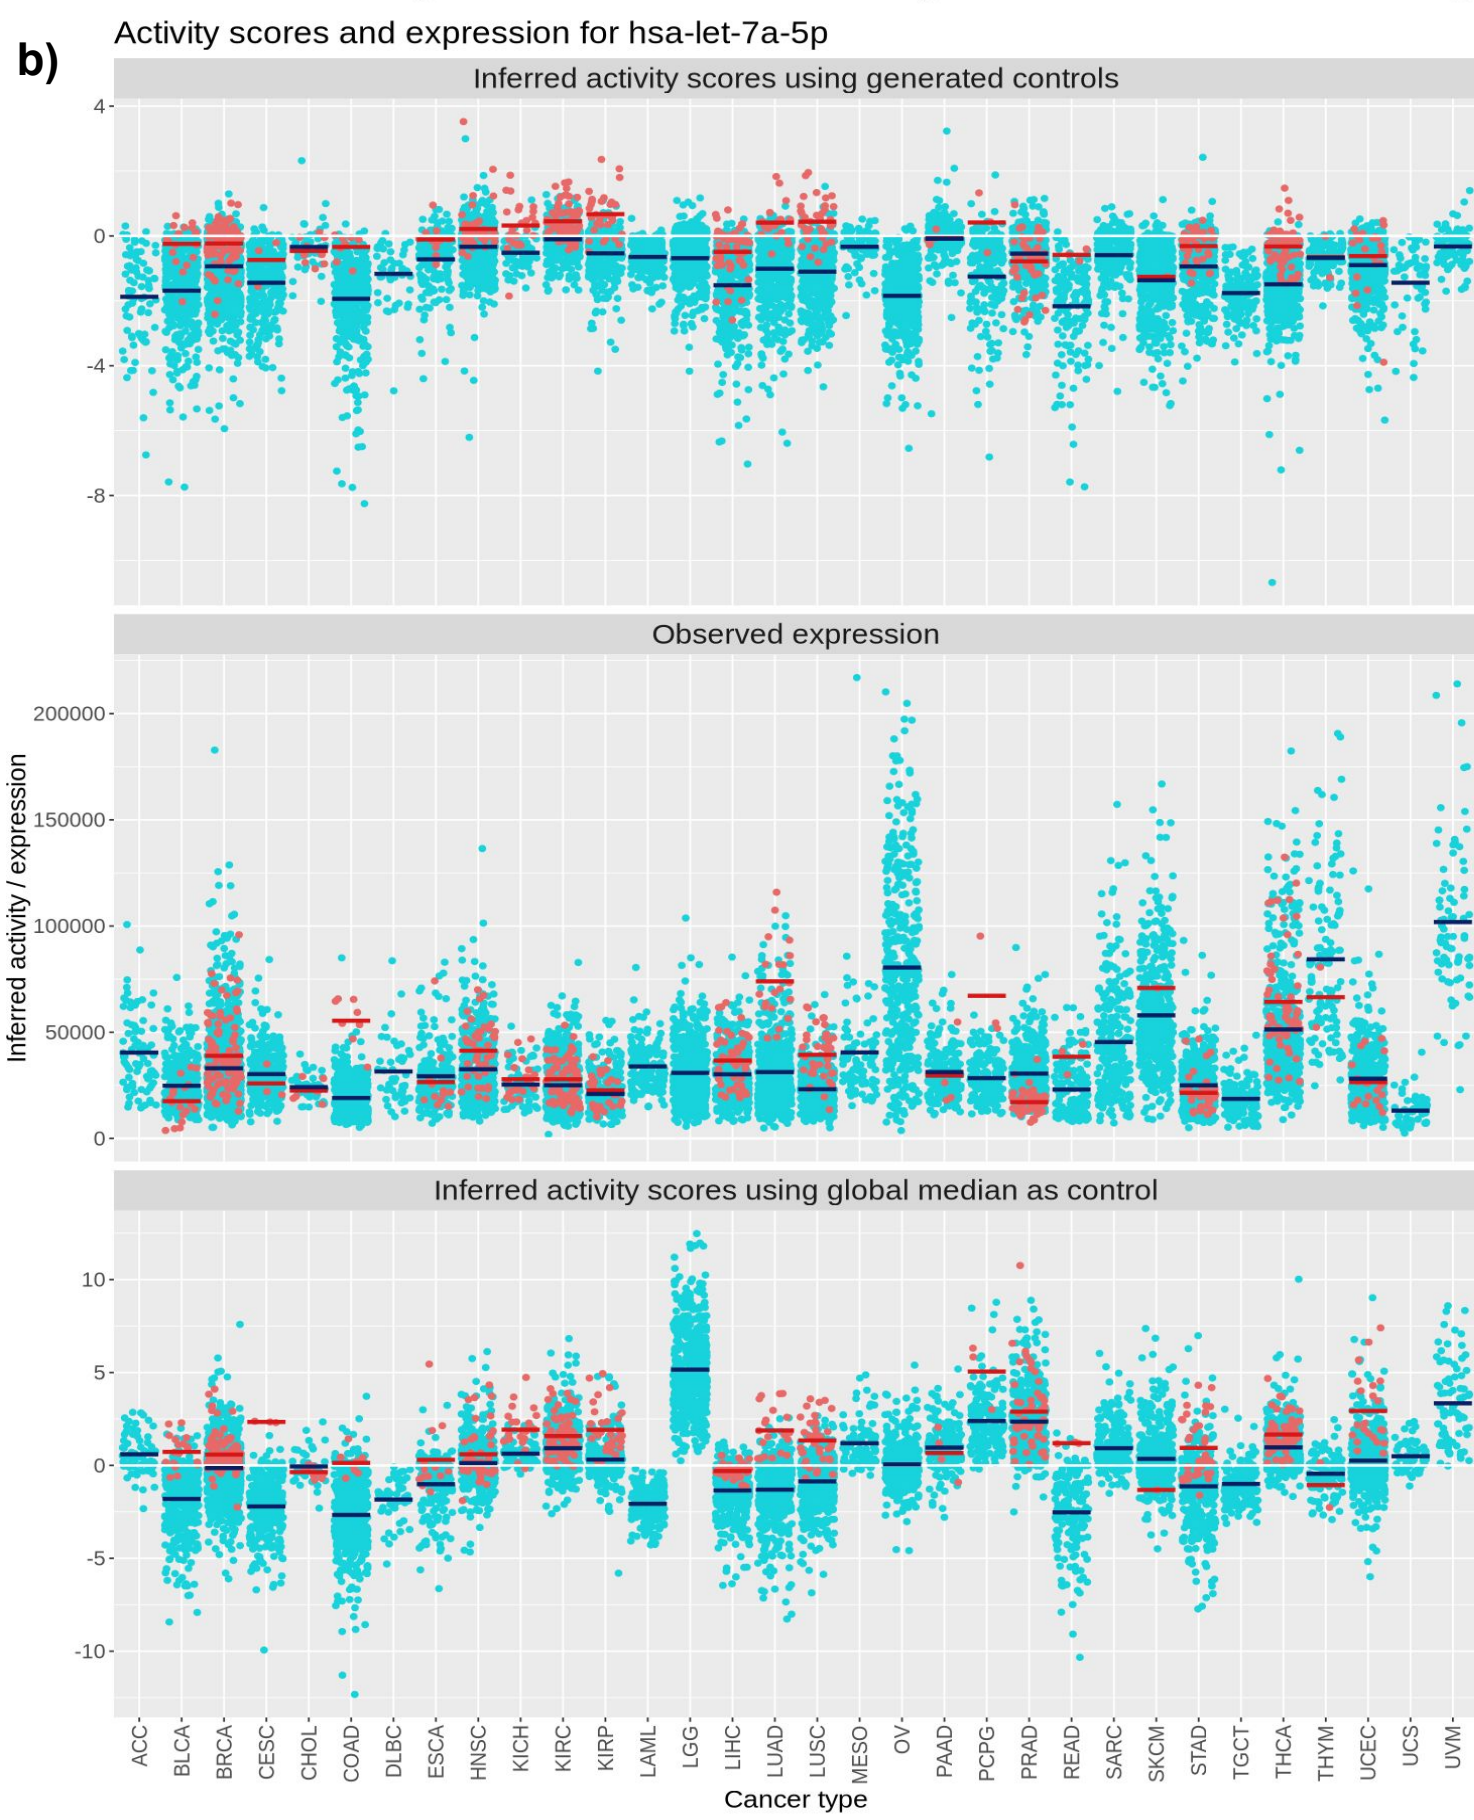 b)
Activity scores and expression for hsa-let-7a-5p
Inferred activity scores using generated controls
4
0
-4
-8
Observed expression
200000
150000
100000
50000
0
Inferred activity scores using global median as control
10
5
0
-5
-10
Inferred activity / expression
ACC
BLCA
BRCA
CESC
CHOL
COAD
DLBC
ESCA
HNSC
KICH
KIRC
KIRP
LAML
LGG
LIHC
LUAD
LUSC
MESO
OV
PAAD
PCPG
PRAD
READ
SARC
SKCM
STAD
TGCT
THCA
THYM
UCEC
UCS
UVM
Cancer type